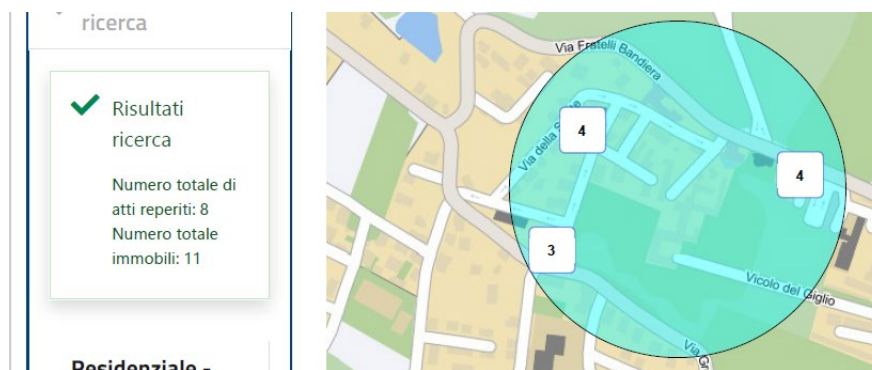 ricerca
Risultati
ricerca
Numero totale di
atti reperiti: 8
Numero totale
immobili: 11
Residenziale -
Via Fratelli Bandiera
Via della
4
4
3
Vicolo del Giglio